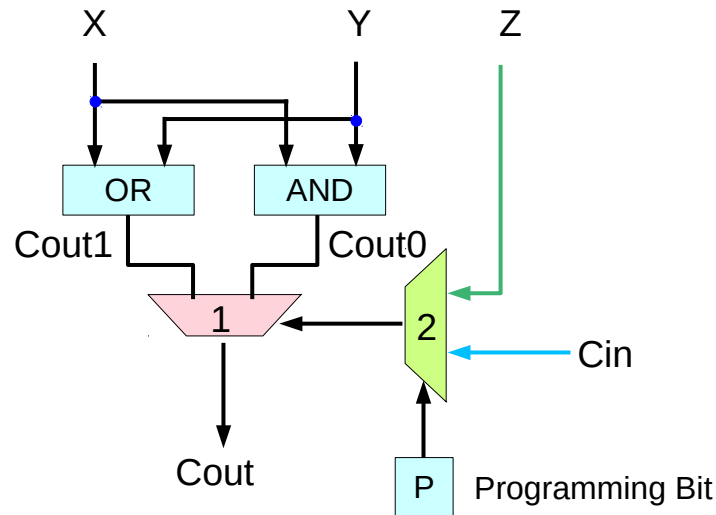 X Y Z
OR AND
Cout1 Cout0
1 2
Cin
Cout
P Programming Bit